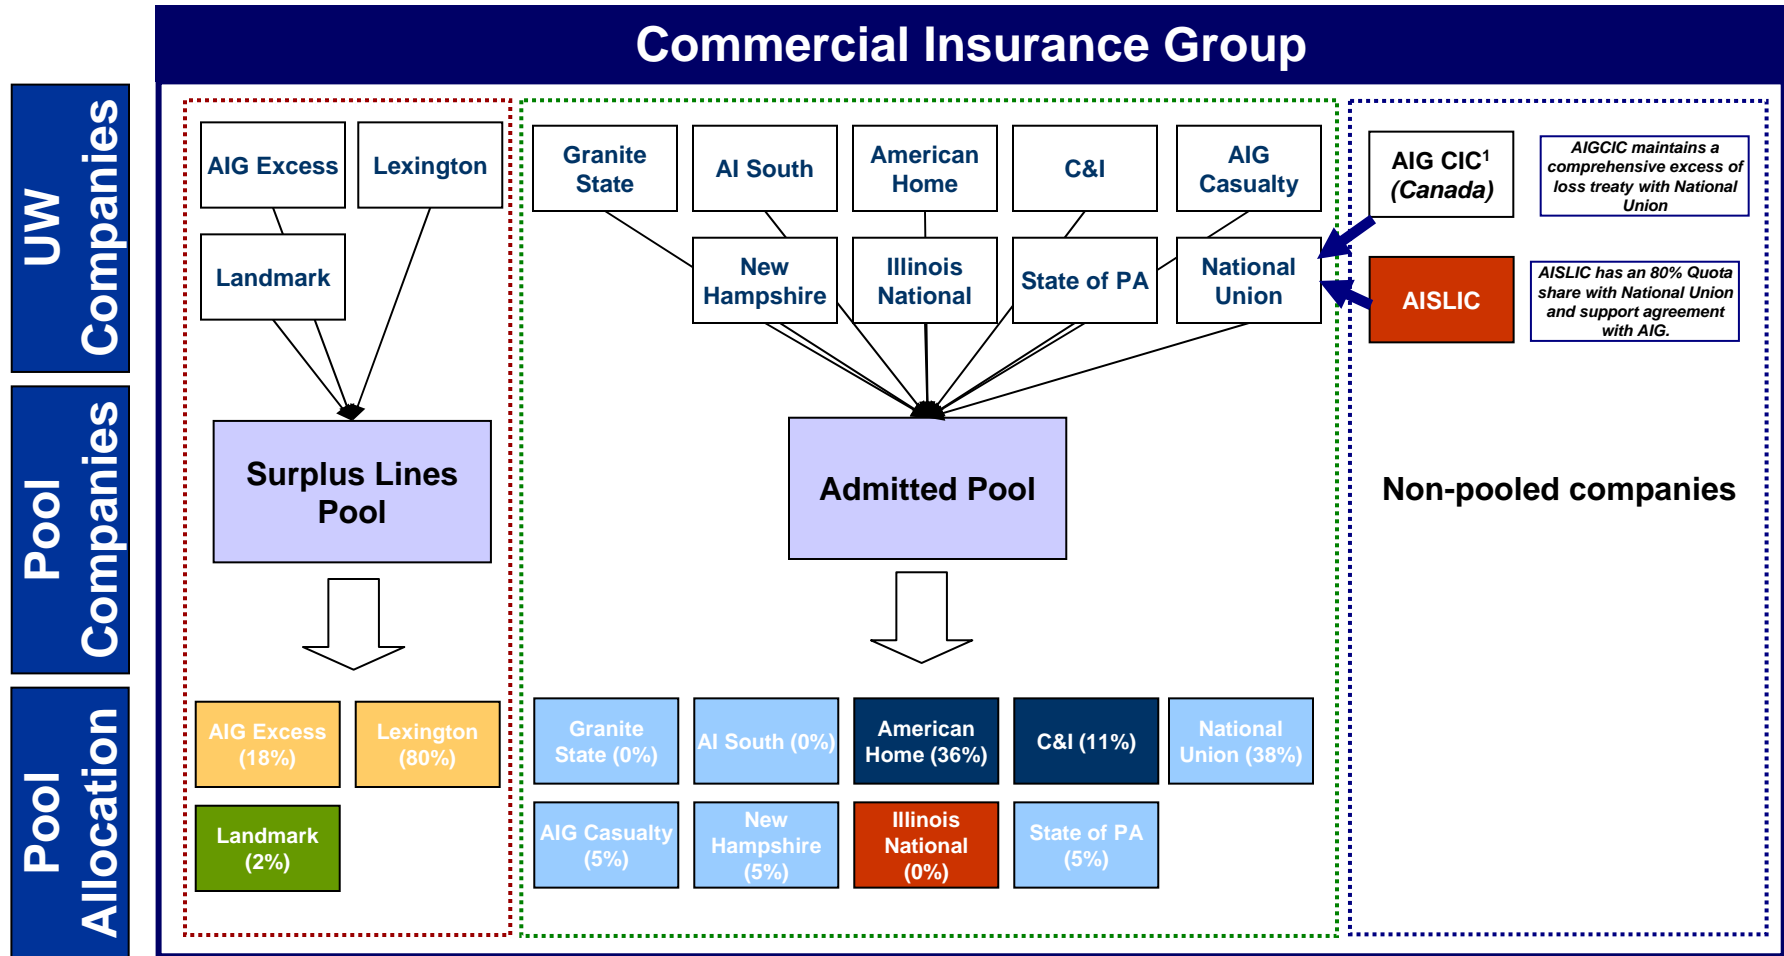 Commercial Insurance Group
UW
Companies
AIG Excess
Lexington
Landmark
Granite
State
AI South
American
Home
C&I
AIG
Casualty
New
Hampshire
Illinois
National
State of PA
National
Union
AIG CIC¹
(Canada)
AIGCIC maintains a
comprehensive excess of
loss treaty with National
Union
AISLIC
AISLIC has an 80% Quota
share with National Union
and support agreement
with AIG.
Pool
Companies
Surplus Lines
Pool
Admitted Pool
Non-pooled companies
Pool
Allocation
AIG Excess
(18%)
Lexington
(80%)
Landmark
(2%)
Granite
State (0%)
AI South (0%)
American
Home (36%)
C&I (11%)
National
Union (38%)
AIG Casualty
(5%)
New
Hampshire
(5%)
Illinois
National
(0%)
State of PA
(5%)